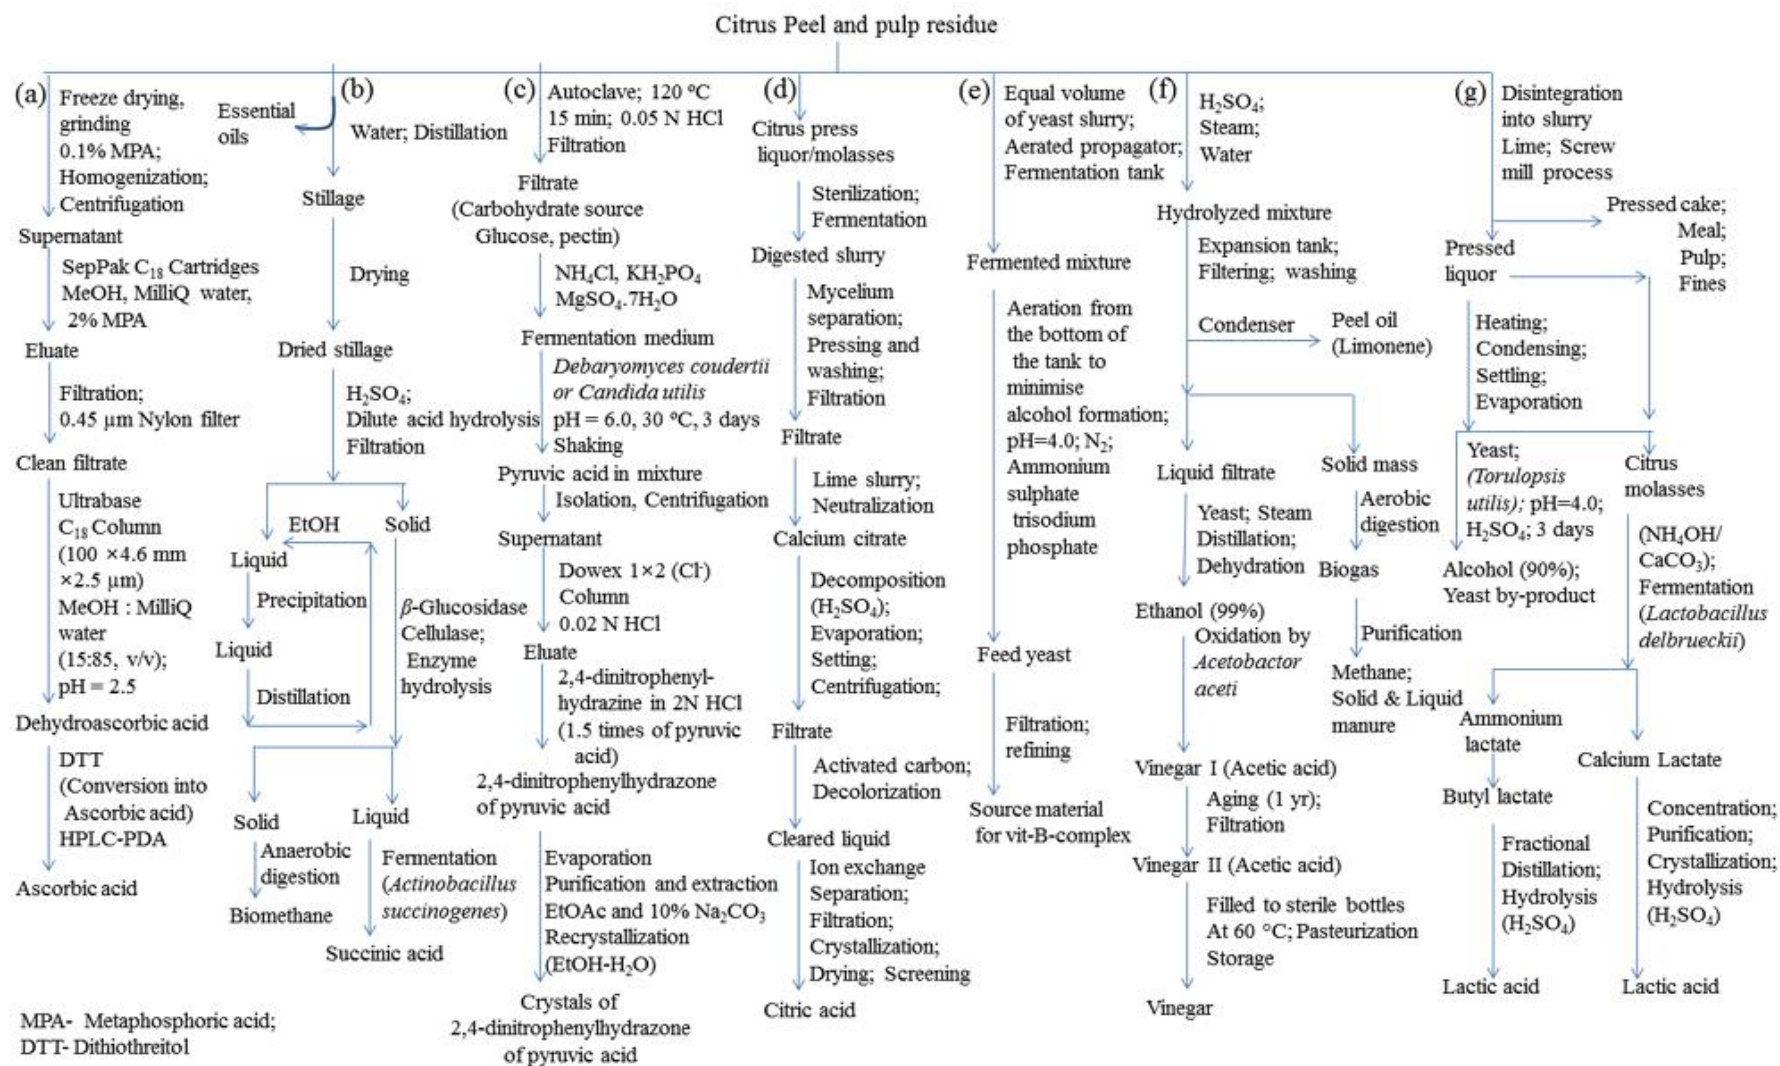 Citrus Peel and pulp residue
(a)
Freeze drying,
grinding
0.1% MPA;
Homogenization;
Centrifugation
Supernatant
SepPak C₁₈ Cartridges
MeOH, MilliQ water,
2% MPA
Eluate
Filtration;
0.45 µm Nylon filter
Clean filtrate
Ultrabase
C₁₈ Column
(100 ×4.6 mm
×2.5 µm)
MeOH : MilliQ
water
(15:85, v/v);
pH = 2.5
Dehydroascorbic acid
DTT
(Conversion into
Ascorbic acid)
HPLC-PDA
Ascorbic acid
(b)
Essential
oils
Water; Distillation
Stillage
Drying
Dried stillage
H₂SO₄;
Dilute acid hydrolysis
Filtration
EtOH
Solid
Liquid
Precipitation
Liquid
Distillation
β-Glucosidase
Cellulase;
Enzyme
hydrolysis
Solid
Anaerobic
digestion
Biomethane
Liquid
Fermentation
(Actinobacillus
succinogenes)
Succinic acid
(c)
Autoclave; 120 ºC
15 min; 0.05 N HCl
Filtration
Filtrate
(Carbohydrate source
Glucose, pectin)
NH₄Cl, KH₂PO₄
MgSO₄.7H₂O
Fermentation medium
Debaryomyces coudertii
or Candida utilis
pH = 6.0, 30 ºC, 3 days
Shaking
Pyruvic acid in mixture
Isolation, Centrifugation
Supernatant
Dowex 1×2 (Cl⁻)
Column
0.02 N HCl
Eluate
2,4-dinitrophenyl-
hydrazine in 2N HCl
(1.5 times of pyruvic
acid)
2,4-dinitrophenylhydrazone
of pyruvic acid
Evaporation
Purification and extraction
EtOAc and 10% Na₂CO₃
Recrystallization
(EtOH-H₂O)
Crystals of
2,4-dinitrophenylhydrazone
of pyruvic acid
(d)
Citrus press
liquor/molasses
Sterilization;
Fermentation
Digested slurry
Mycelium
separation;
Pressing and
washing;
Filtration
Filtrate
Lime slurry;
Neutralization
Calcium citrate
Decomposition
(H₂SO₄);
Evaporation;
Setting;
Centrifugation;
Filtrate
Activated carbon;
Decolorization
Cleared liquid
Ion exchange
Separation;
Filtration;
Crystallization;
Drying; Screening
Citric acid
(e)
Equal volume
of yeast slurry;
Aerated propagator;
Fermentation tank
Fermented mixture
Aeration from
the bottom of
the tank to
minimise
alcohol formation;
pH=4.0; N₂;
Ammonium
sulphate
trisodium
phosphate
Feed yeast
Filtration;
refining
Source material
for vit-B-complex
(f)
H₂SO₄;
Steam;
Water
Hydrolyzed mixture
Expansion tank;
Filtering; washing
Condenser
Peel oil
(Limonene)
Liquid filtrate
Yeast; Steam
Distillation;
Dehydration
Ethanol (99%)
Oxidation by
Acetobactor
aceti
Vinegar I (Acetic acid)
Aging (1 yr);
Filtration
Vinegar II (Acetic acid)
Filled to sterile bottles
At 60 °C; Pasteurization
Storage
Vinegar
Solid mass
Aerobic
digestion
Biogas
Purification
Methane;
Solid & Liquid
manure
(g)
Disintegration
into slurry
Lime; Screw
mill process
Pressed cake;
Meal;
Pulp;
Fines
Pressed
liquor
Heating;
Condensing;
Settling;
Evaporation
Yeast;
(Torulopsis
utilis); pH=4.0;
H₂SO₄; 3 days
Alcohol (90%);
Yeast by-product
Citrus
molasses
(NH₄OH/
CaCO₃);
Fermentation
(Lactobacillus
delbrueckii)
Ammonium
lactate
Butyl lactate
Fractional
Distillation;
Hydrolysis
(H₂SO₄)
Lactic acid
Calcium Lactate
Concentration;
Purification;
Crystallization;
Hydrolysis
(H₂SO₄)
Lactic acid
MPA- Metaphosphoric acid;
DTT- Dithiothreitol